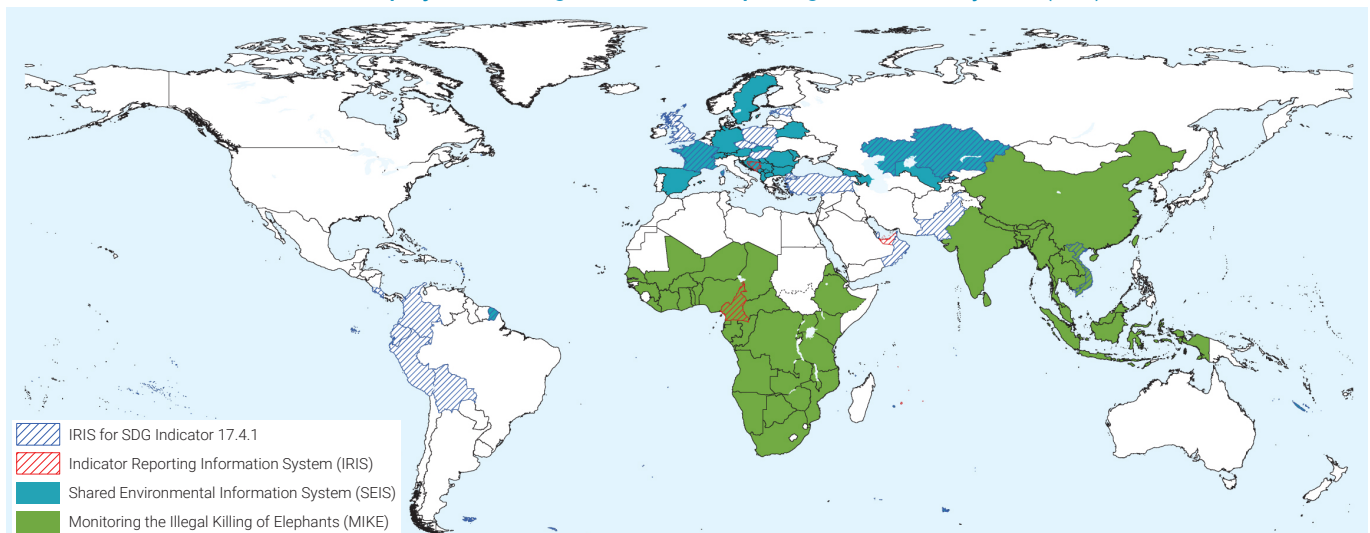 IRIS for SDG Indicator 17.4.1
Indicator Reporting Information System (IRIS)
Shared Environmental Information System (SEIS)
Monitoring the Illegal Killing of Elephants (MIKE)